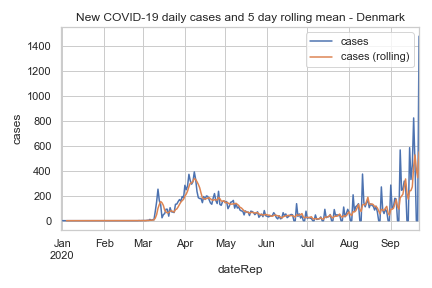 New COVID-19 daily cases and 5 day rolling mean - Denmark
cases
cases (rolling)
1400
1200
1000
800
600
400
200
0
cases
Jan Feb Mar Apr May Jun Jul Aug Sep
2020
dateRep